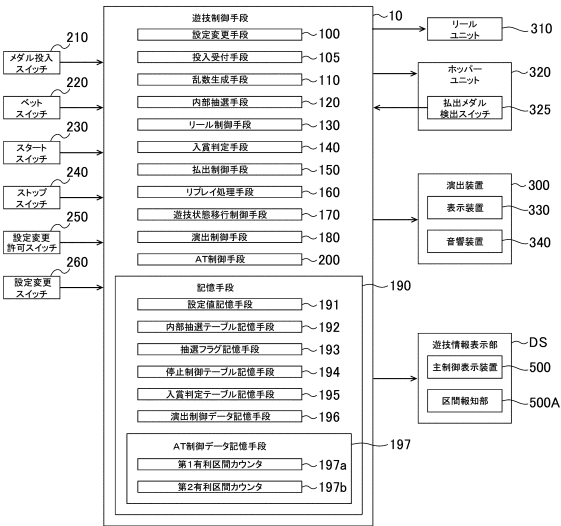 210
メダル投入
スイッチ
220
ベット
スイッチ
230
スタート
スイッチ
240
ストップ
スイッチ
250
設定変更
許可スイッチ
260
設定変更
スイッチ
遊技制御手段
10
設定変更手段
100
投入受付手段
105
乱数生成手段
110
内部抽選手段
120
リール制御手段
130
入賞判定手段
140
払出制御手段
150
リプレイ処理手段
160
遊技状態移行制御手段
170
演出制御手段
180
AT制御手段
200
記憶手段
190
設定値記憶手段
191
内部抽選テーブル記憶手段
192
抽選フラグ記憶手段
193
停止制御テーブル記憶手段
194
入賞判定テーブル記憶手段
195
演出制御データ記憶手段
196
AT制御データ記憶手段
197
第1有利区間カウンタ
197a
第2有利区間カウンタ
197b
リール
ユニット
310
ホッパー
ユニット
320
払出メダル
検出スイッチ
325
演出装置
300
表示装置
330
音響装置
340
遊技情報表示部
DS
主制御表示装置
500
区間報知部
500A